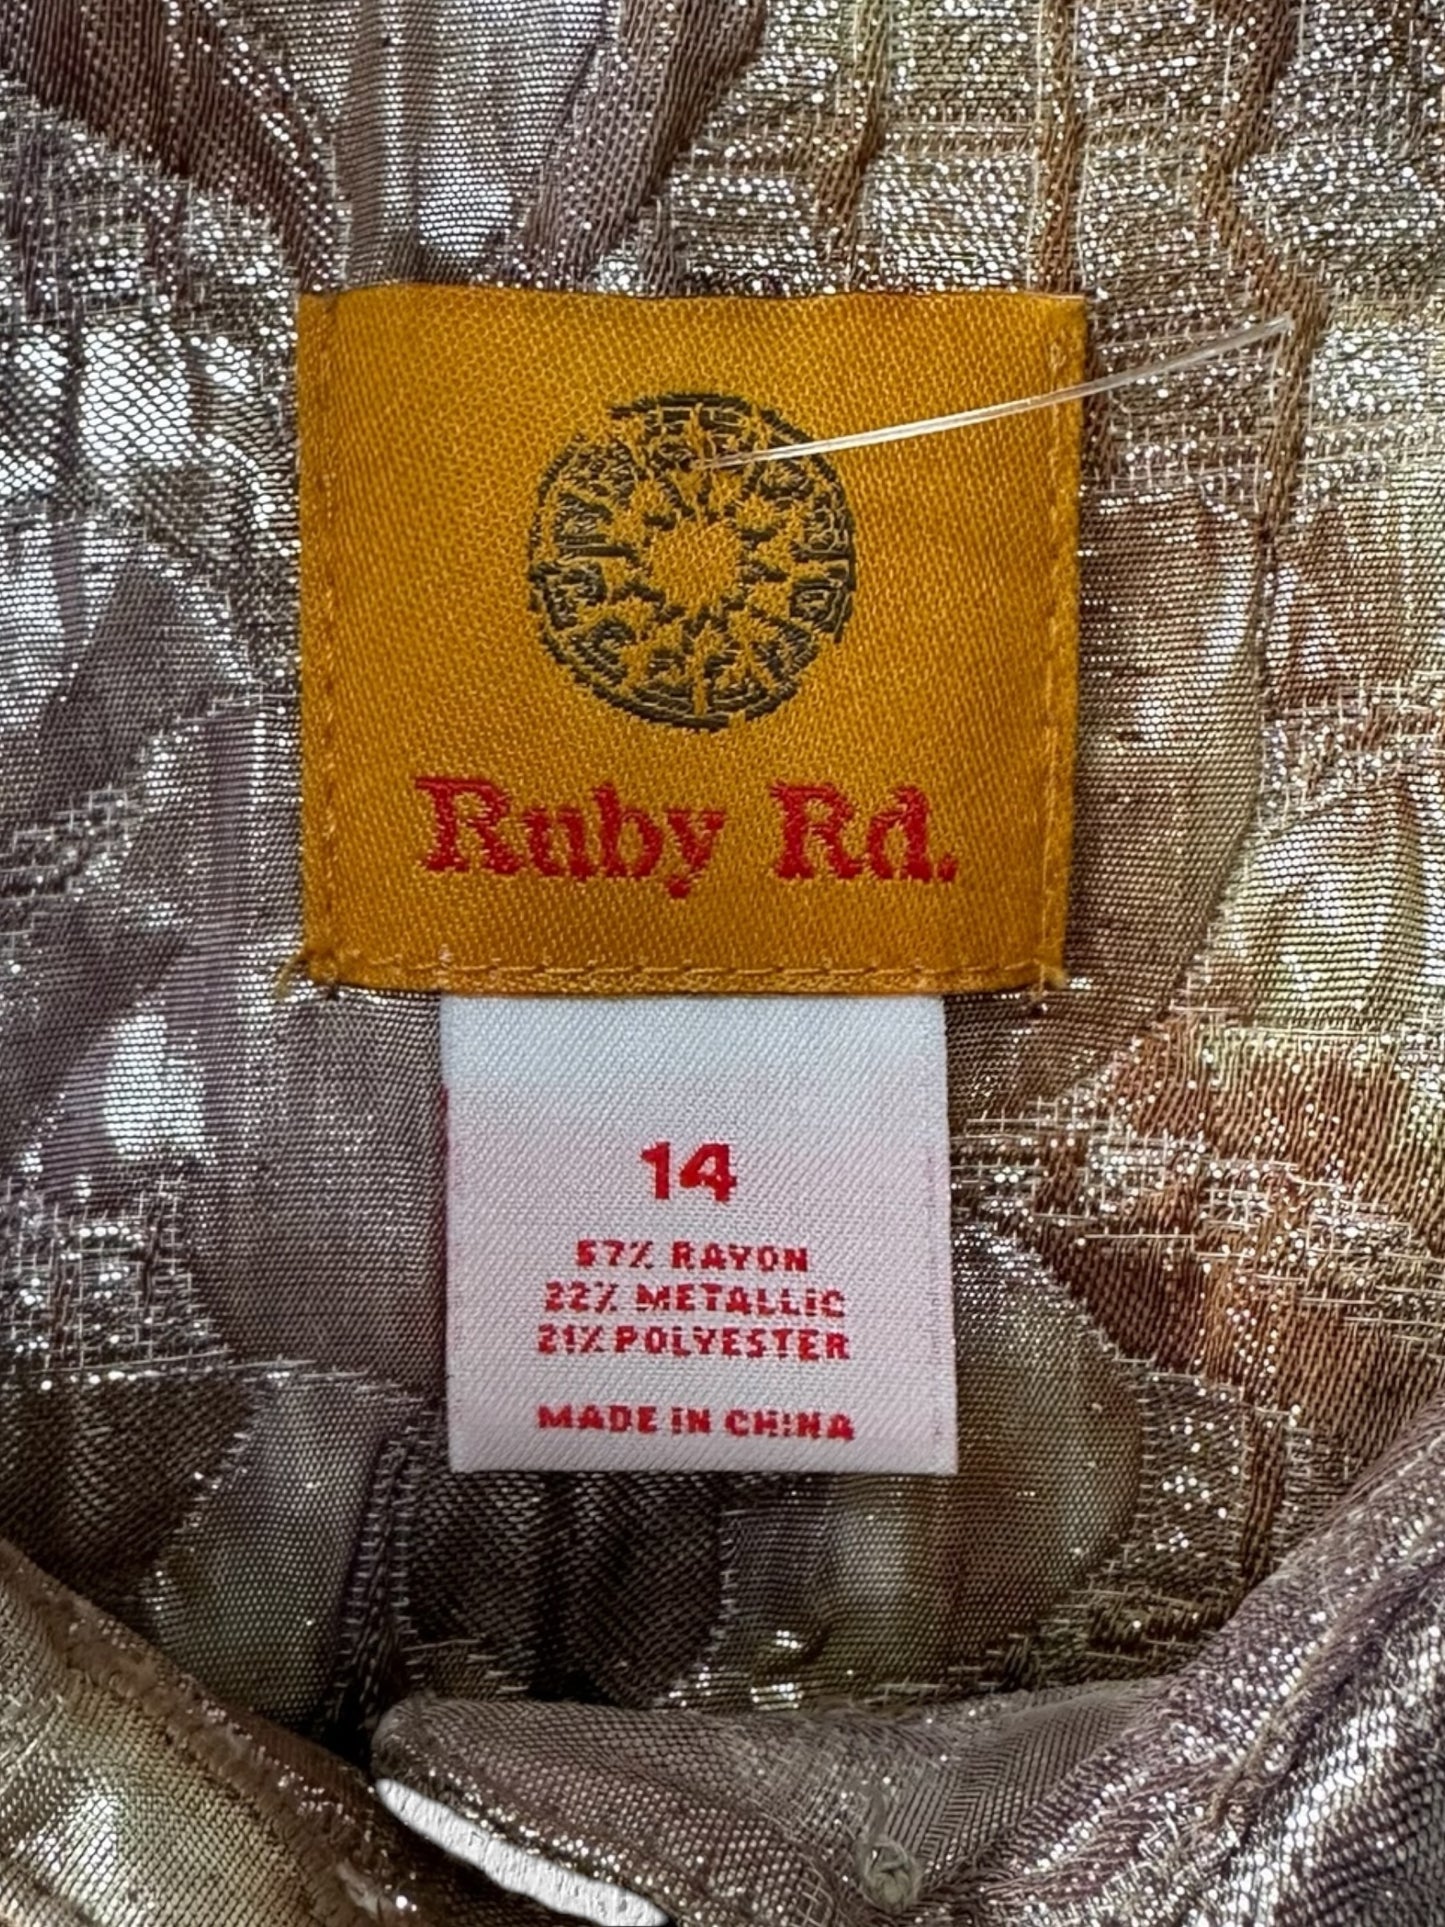 Ruby Rd.
14
57% RAYON
22% METALLIC
21% POLYESTER
MADE IN CHINA